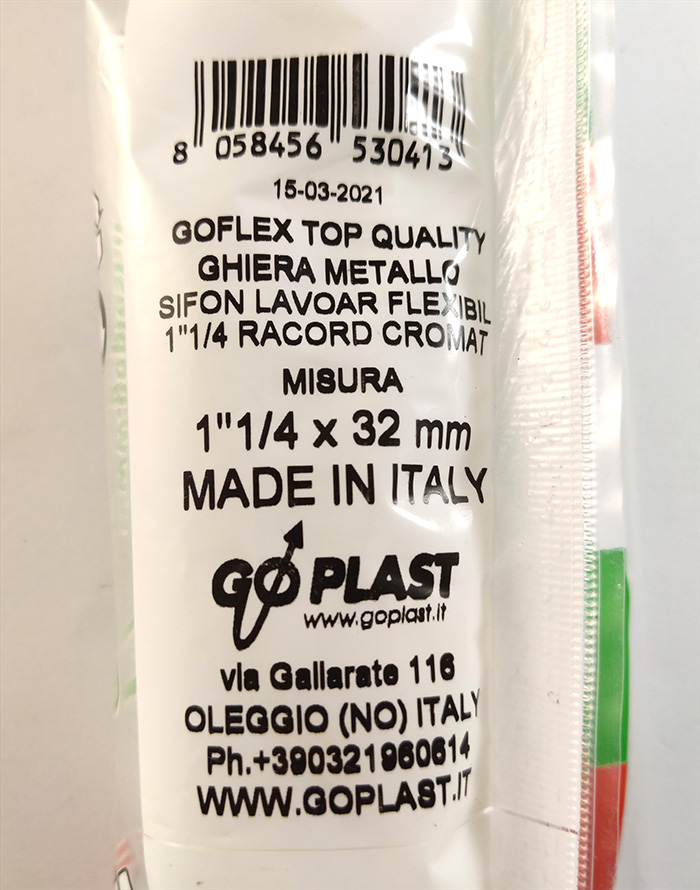 8 058456 530413
15-03-2021
GOFLEX TOP QUALITY
GHIERA METALLO
SIFON LAVOAR FLEXIBIL
1"1/4 RACORD CROMAT
MISURA
1"1/4 x 32 mm
MADE IN ITALY
GO PLAST
www.goplast.it
via Gallarate 116
OLEGGIO (NO) ITALY
Ph.+390321960614
WWW.GOPLAST.IT